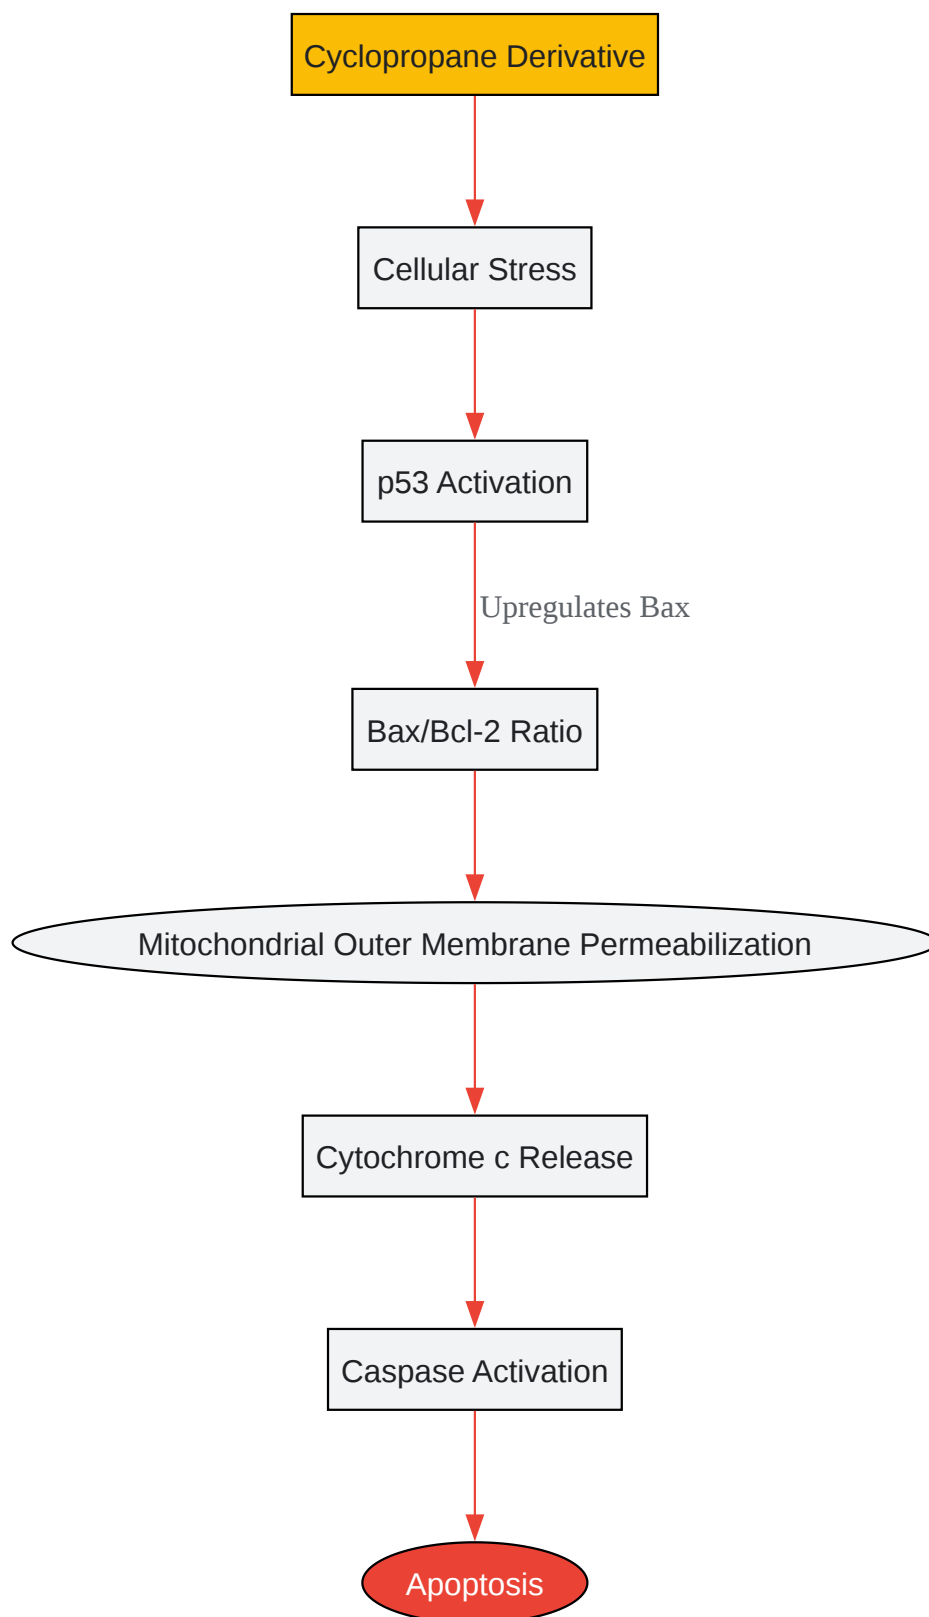 Cyclopropane Derivative
Cellular Stress
p53 Activation
Upregulates Bax
Bax/Bcl-2 Ratio
Mitochondrial Outer Membrane Permeabilization
Cytochrome c Release
Caspase Activation
Apoptosis